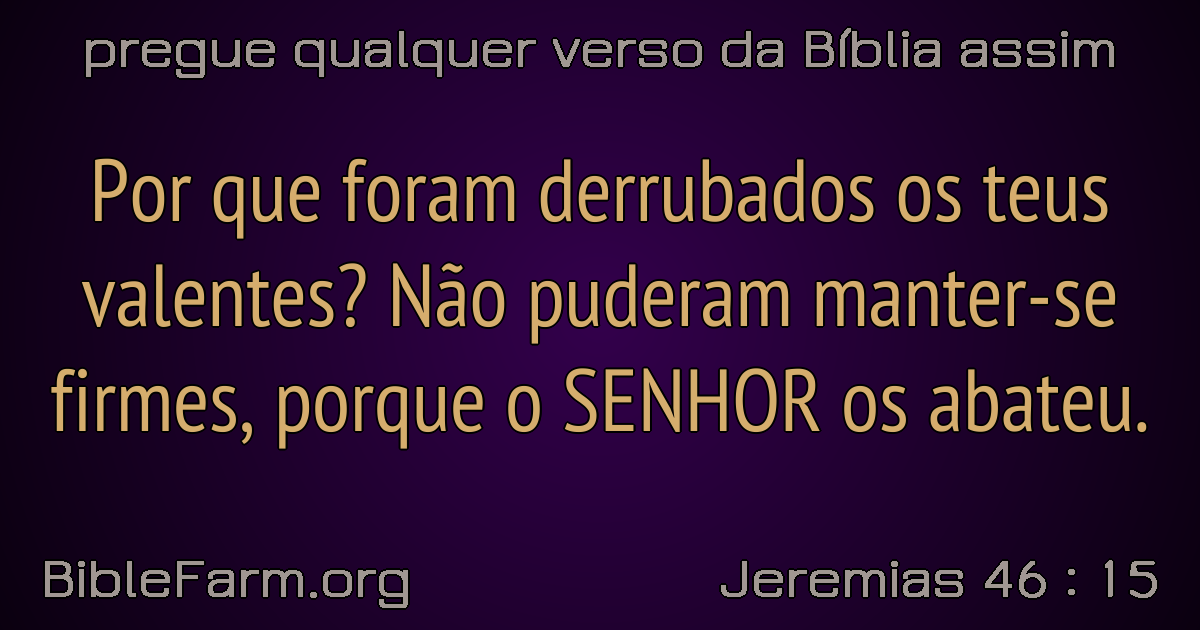 pregue qualquer verso da Bíblia assim
Por que foram derrubados os teus
valentes? Não puderam manter-se
firmes, porque o SENHOR os abateu.
BibleFarm.org
Jeremias 46 : 15